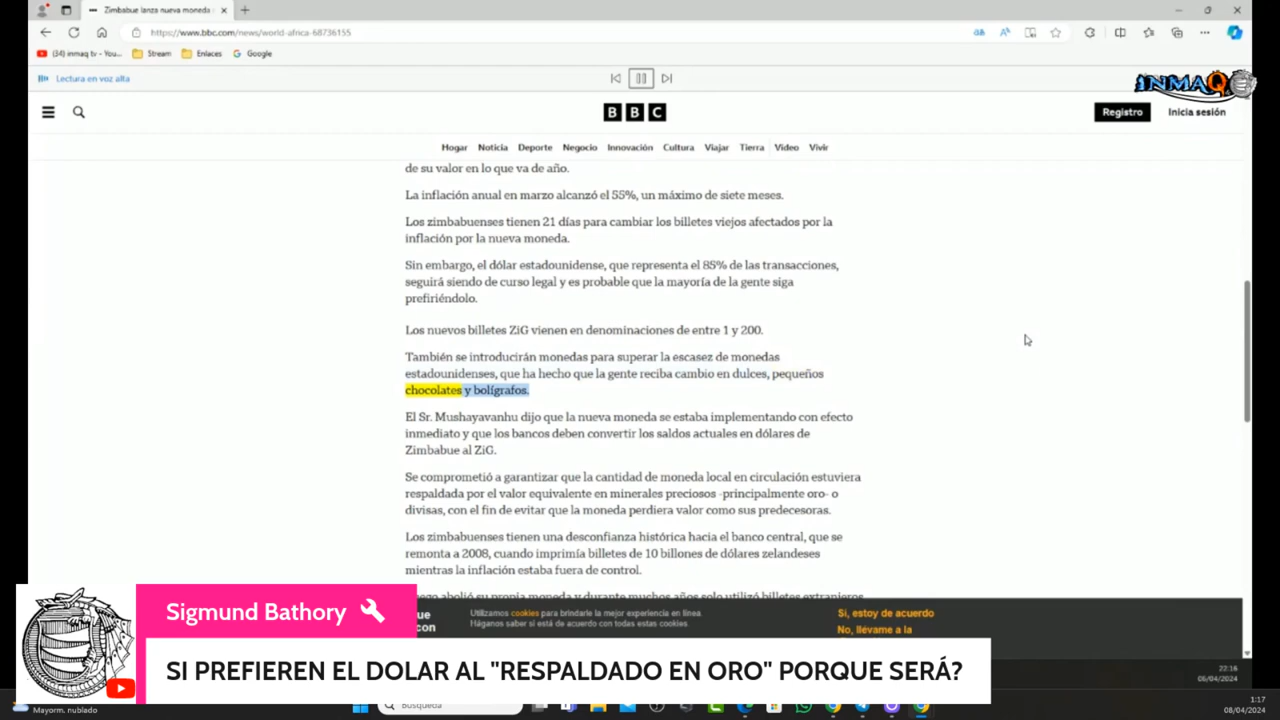 Zimbabue lanza nueva moneda
https://www.bbc.com/news/world-africa-68736155
(34) inmaq tv - You...
Stream
Enlaces
Google
Lectura en voz alta
INMAQ
BBC
Registro
Inicia sesión
Hogar Noticia Deporte Negocio Innovación Cultura Viajar Tierra Video Vivir
de su valor en lo que va de año.
La inflación anual en marzo alcanzó el 55%, un máximo de siete meses.
Los zimbabuenses tienen 21 días para cambiar los billetes viejos afectados por la
inflación por la nueva moneda.
Sin embargo, el dólar estadounidense, que representa el 85% de las transacciones,
seguirá siendo de curso legal y es probable que la mayoría de la gente siga
prefiriéndolo.
Los nuevos billetes ZiG vienen en denominaciones de entre 1 y 200.
También se introducirán monedas para superar la escasez de monedas
estadounidenses, que ha hecho que la gente reciba cambio en dulces, pequeños
chocolates y bolígrafos.
El Sr. Mushayavanhu dijo que la nueva moneda se estaba implementando con efecto
inmediato y que los bancos deben convertir los saldos actuales en dólares de
Zimbabue al ZiG.
Se comprometió a garantizar que la cantidad de moneda local en circulación estuviera
respaldada por el valor equivalente en minerales preciosos -principalmente oro- o
divisas, con el fin de evitar que la moneda perdiera valor como sus predecesoras.
Los zimbabuenses tienen una desconfianza histórica hacia el banco central, que se
remonta a 2008, cuando imprimía billetes de 10 billones de dólares zelandeses
mientras la inflación estaba fuera de control.
abolió su propia moneda y durante muchos años solo utilizó billetes extranjeros
que
con
Utilizamos cookies para brindarle la mejor experiencia en línea.
Háganos saber si está de acuerdo con todas estas cookies.
Sí, estoy de acuerdo
No, llévame a la
Sigmund Bathory
SI PREFIEREN EL DOLAR AL "RESPALDADO EN ORO" PORQUE SERÁ?
22:16
Mayorm. nublado
Búsqueda
1:17
08/04/2024